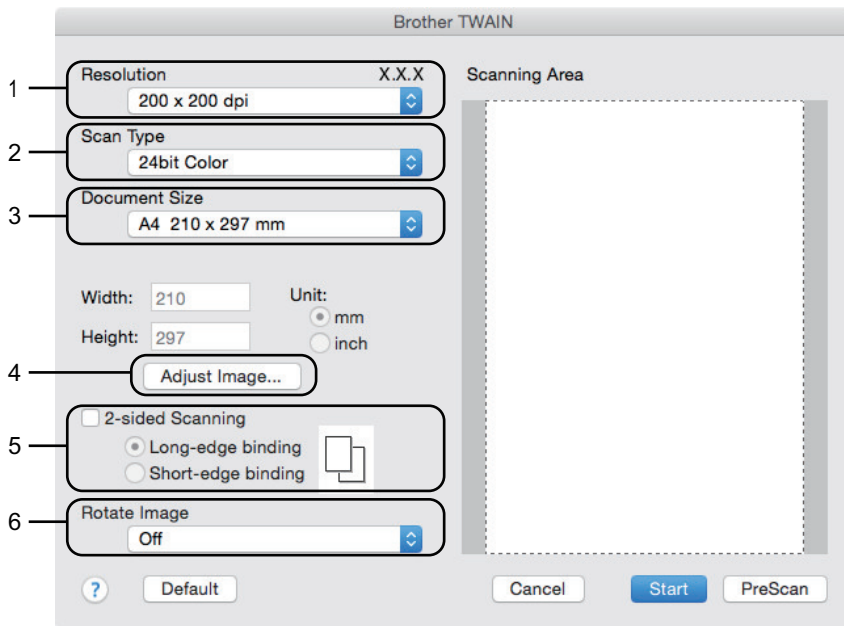 Brother TWAIN
1
Resolution X.X.X
200 x 200 dpi
2
Scan Type
24bit Color
3
Document Size
A4 210 x 297 mm
Width: 210
Unit:
mm
Height: 297
inch
4
Adjust Image...
5
2-sided Scanning
Long-edge binding
Short-edge binding
6
Rotate Image
Off
Scanning Area
?
Default
Cancel
Start
PreScan